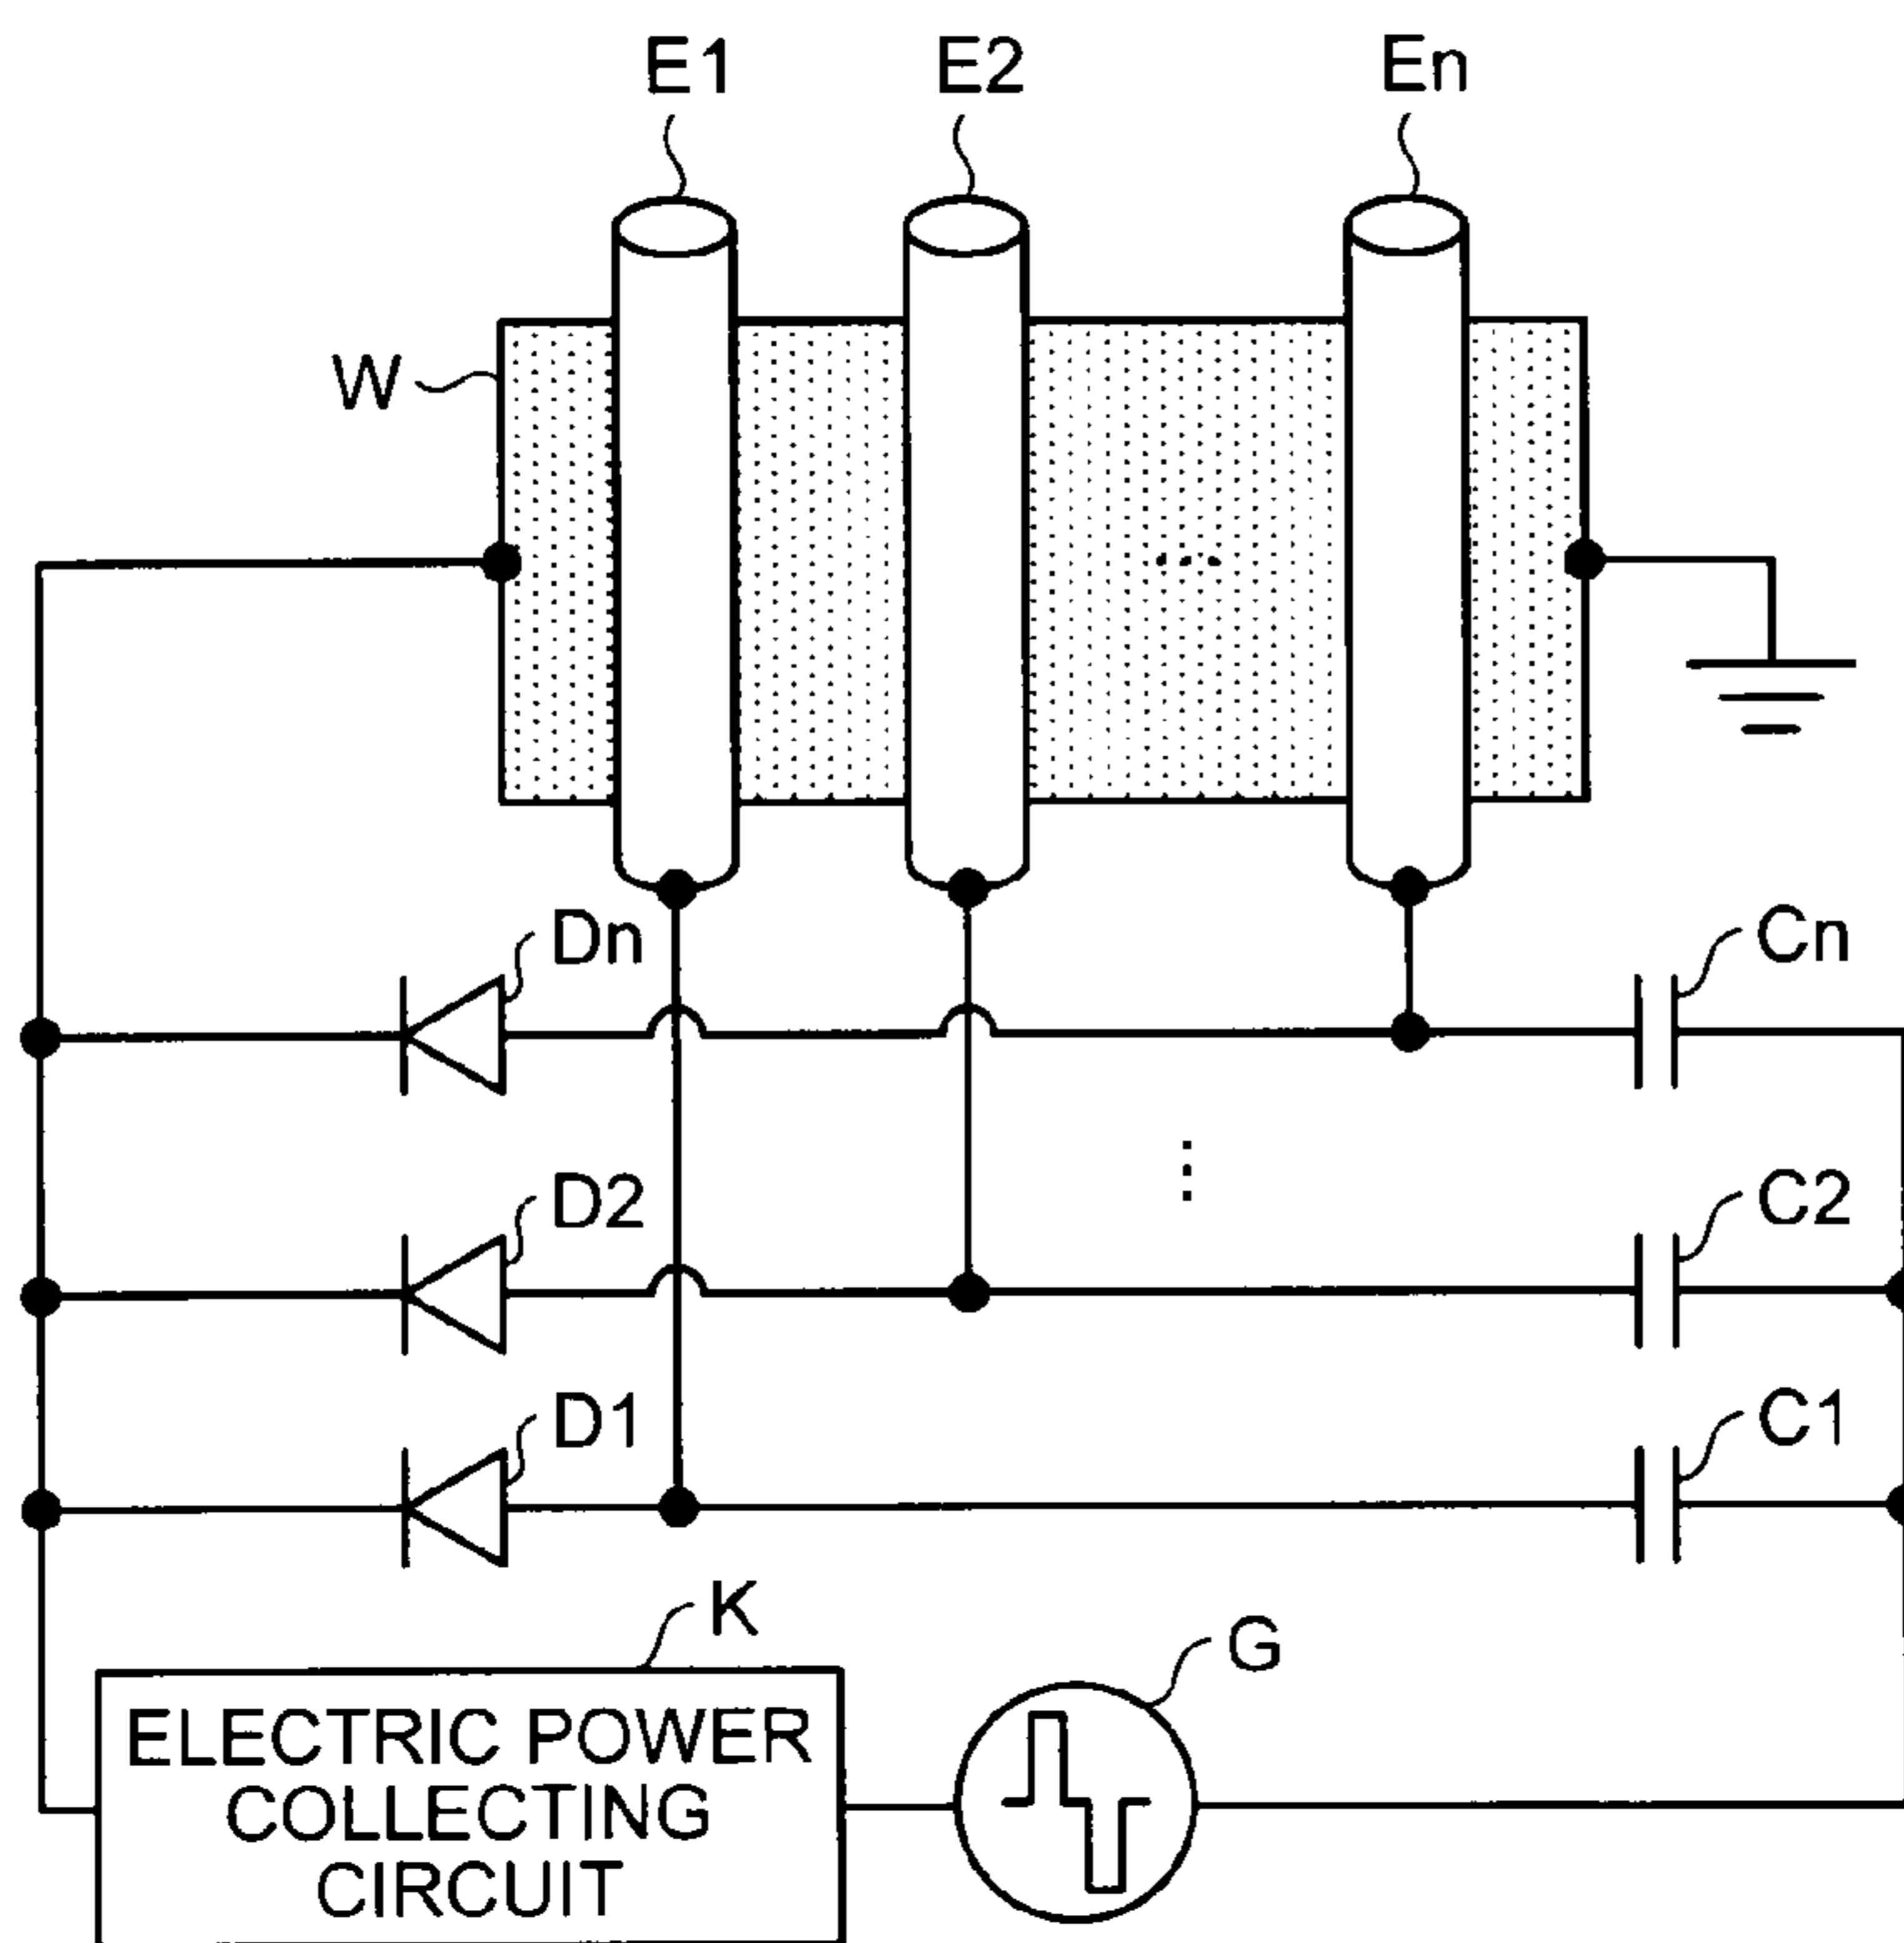 E1
E2
En
W
Dn
Cn
D2
C2
D1
C1
K
G
ELECTRIC POWER
COLLECTING
CIRCUIT